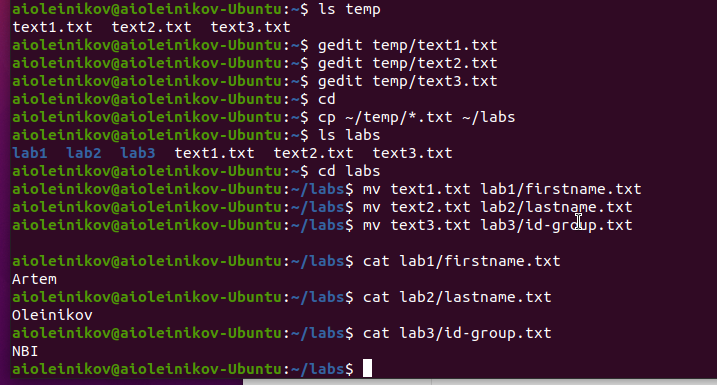 aioleinikov@aioleinikov-Ubuntu:~$ ls temp
text1.txt  text2.txt  text3.txt
aioleinikov@aioleinikov-Ubuntu:~$ gedit temp/text1.txt
aioleinikov@aioleinikov-Ubuntu:~$ gedit temp/text2.txt
aioleinikov@aioleinikov-Ubuntu:~$ gedit temp/text3.txt
aioleinikov@aioleinikov-Ubuntu:~$ cd
aioleinikov@aioleinikov-Ubuntu:~$ cp ~/temp/*.txt ~/labs
aioleinikov@aioleinikov-Ubuntu:~$ ls labs
lab1  lab2  lab3  text1.txt  text2.txt  text3.txt
aioleinikov@aioleinikov-Ubuntu:~$ cd labs
aioleinikov@aioleinikov-Ubuntu:~/labs$ mv text1.txt lab1/firstname.txt
aioleinikov@aioleinikov-Ubuntu:~/labs$ mv text2.txt lab2/lastname.txt
aioleinikov@aioleinikov-Ubuntu:~/labs$ mv text3.txt lab3/id-group.txt
aioleinikov@aioleinikov-Ubuntu:~/labs$ cat lab1/firstname.txt
Artem
aioleinikov@aioleinikov-Ubuntu:~/labs$ cat lab2/lastname.txt
Oleinikov
aioleinikov@aioleinikov-Ubuntu:~/labs$ cat lab3/id-group.txt
NBI
aioleinikov@aioleinikov-Ubuntu:~/labs$